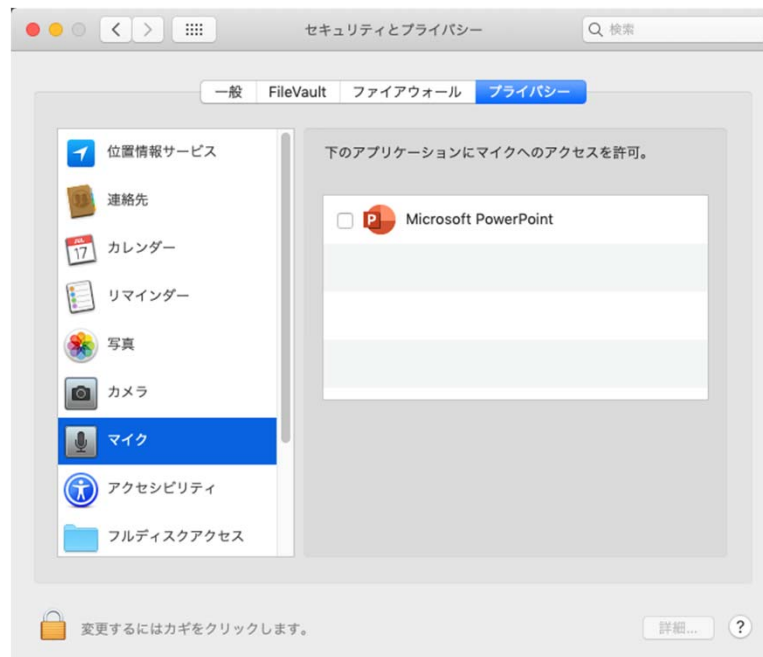 セキュリティとプライバシー
検索
一般 FileVault ファイアウォール プライバシー
位置情報サービス
連絡先
カレンダー
リマインダー
写真
カメラ
マイク
アクセシビリティ
フルディスクアクセス
下のアプリケーションにマイクへのアクセスを許可。
Microsoft PowerPoint
変更するにはカギをクリックします。
詳細...
?
JUL
17
P